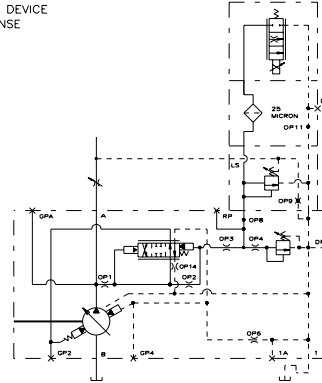 DEVICE
NSE
25
MICRON
OP11
LS
OP9
GPA
A
RP
OP8
OP3
OP4
OP1
OP2
OP14
OP6
GP2
B
GP4
1A
1